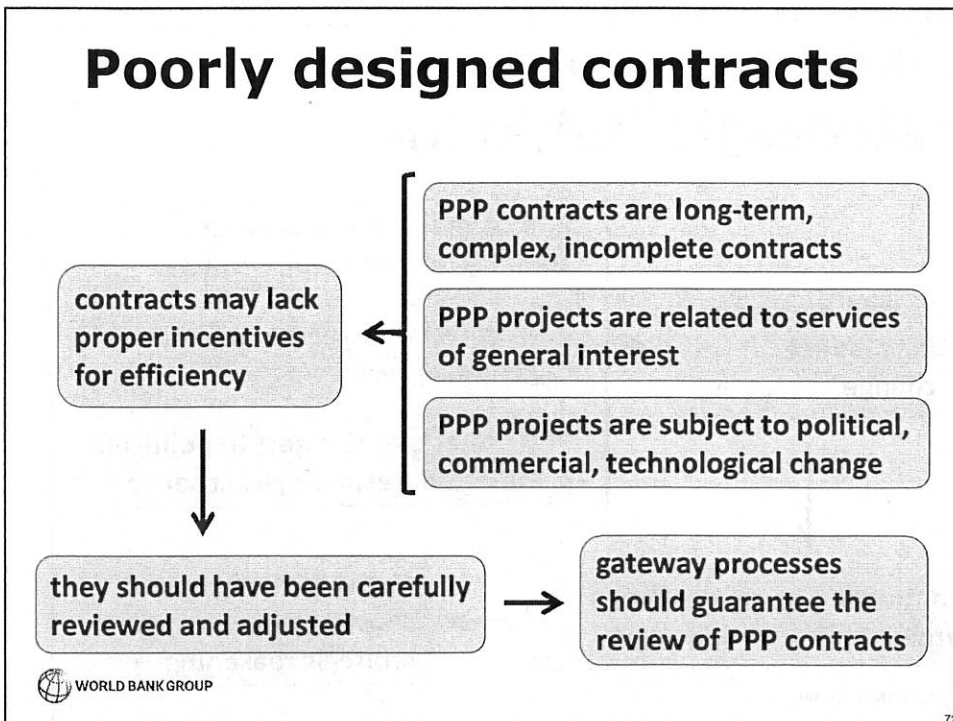 Poorly designed contracts
PPP contracts are long-term,
complex, incomplete contracts
contracts may lack
proper incentives
for efficiency
PPP projects are related to services
of general interest
PPP projects are subject to political,
commercial, technological change
they should have been carefully
reviewed and adjusted
gateway processes
should guarantee the
review of PPP contracts
WORLD BANK GROUP